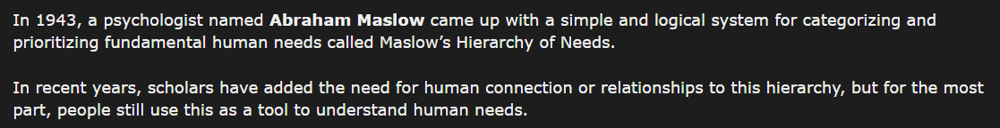 In 1943, a psychologist named Abraham Maslow came up with a simple and logical system for categorizing and
prioritizing fundamental human needs called Maslow’s Hierarchy of Needs.
In recent years, scholars have added the need for human connection or relationships to this hierarchy, but for the most
part, people still use this as a tool to understand human needs.